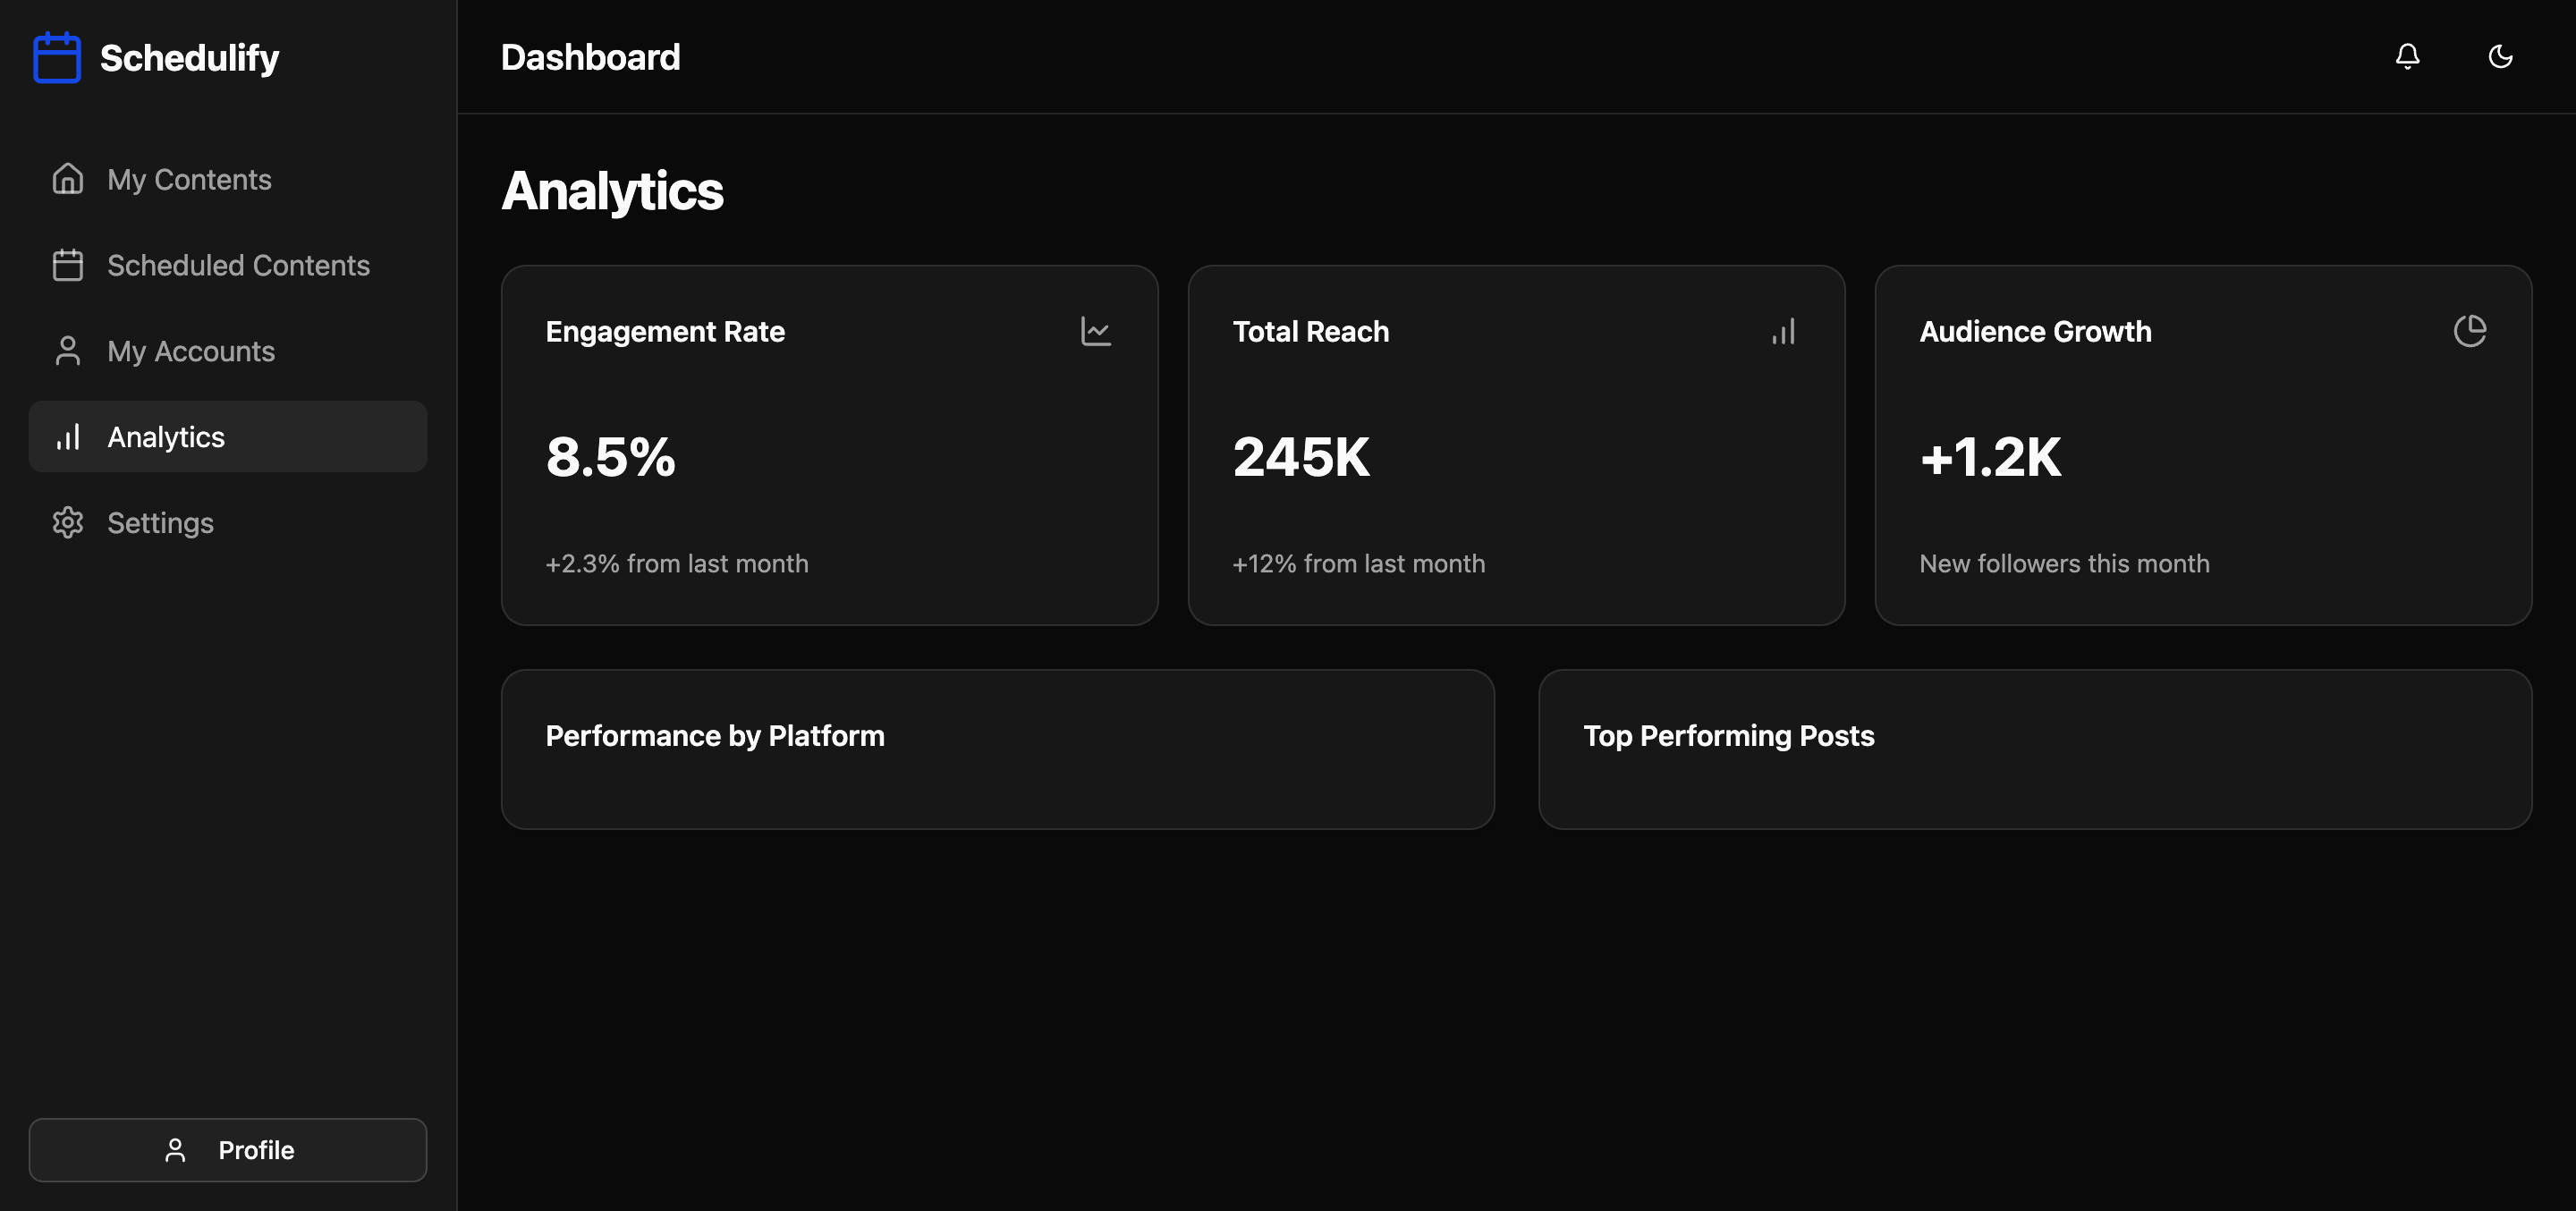 Schedulify
My Contents
Scheduled Contents
My Accounts
Analytics
Settings
Profile
Dashboard
Analytics
Engagement Rate
8.5%
+2.3% from last month
Total Reach
245K
+12% from last month
Audience Growth
+1.2K
New followers this month
Performance by Platform
Top Performing Posts